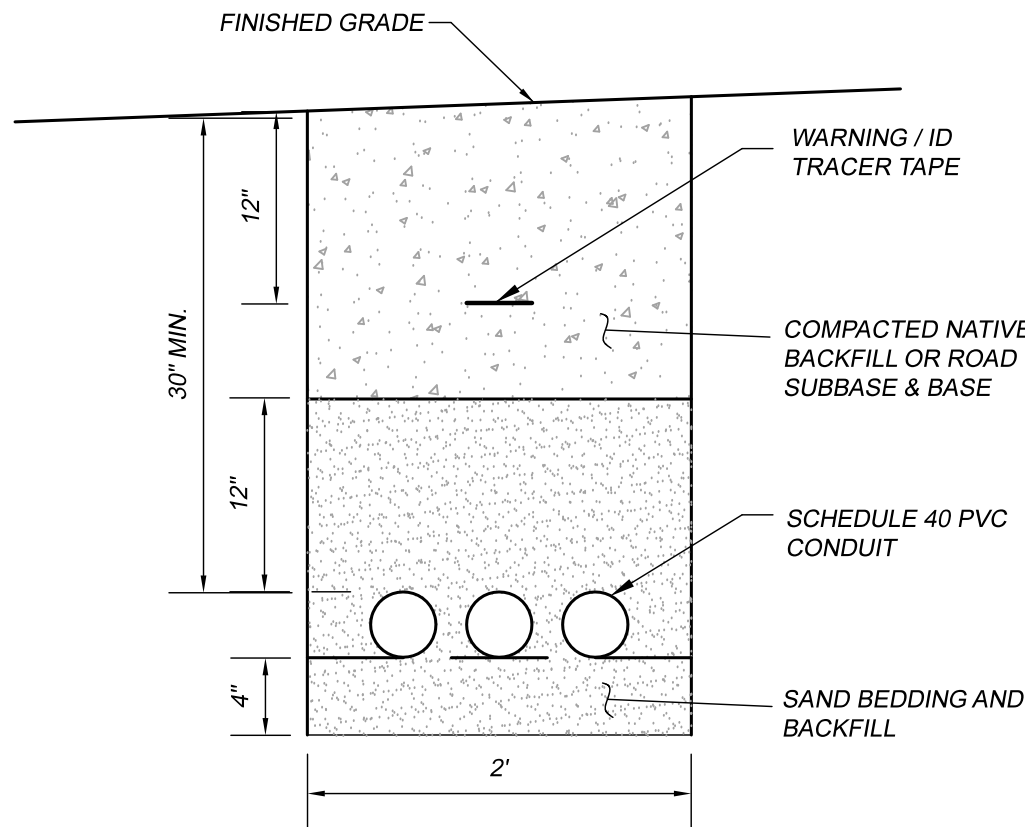 FINISHED GRADE
WARNING / ID
TRACER TAPE
12"
30" MIN.
COMPACTED NATIVE
BACKFILL OR ROAD
SUBBASE & BASE
12"
SCHEDULE 40 PVC
CONDUIT
4"
SAND BEDDING AND
BACKFILL
2'